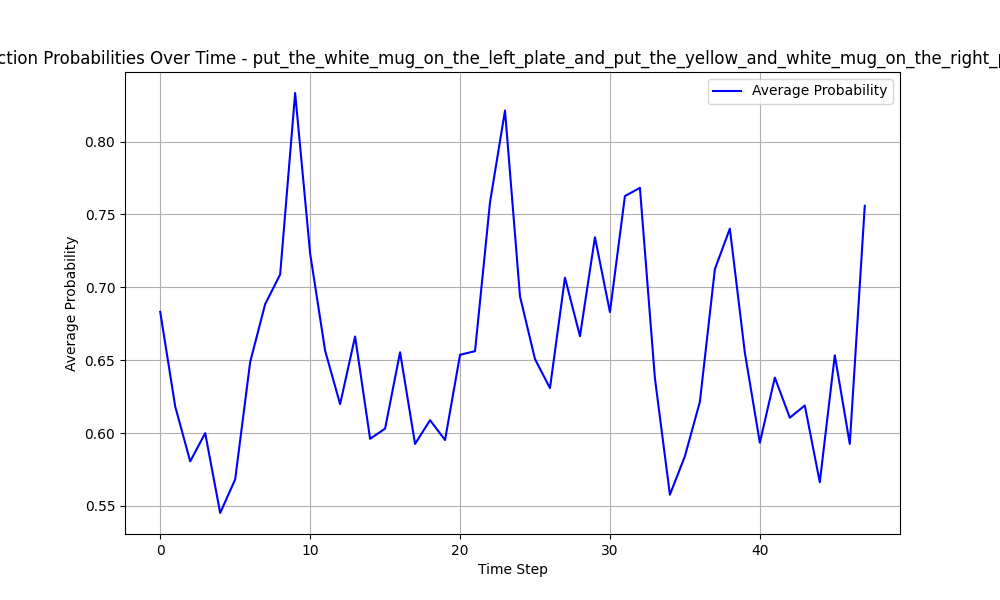 ction Probabilities Over Time - put_the_white_mug_on_the_left_plate_and_put_the_yellow_and_white_mug_on_the_right_p
Average Probability
0.80
0.75
0.70
0.65
0.60
0.55
Average Probability
0
10
20
30
40
Time Step